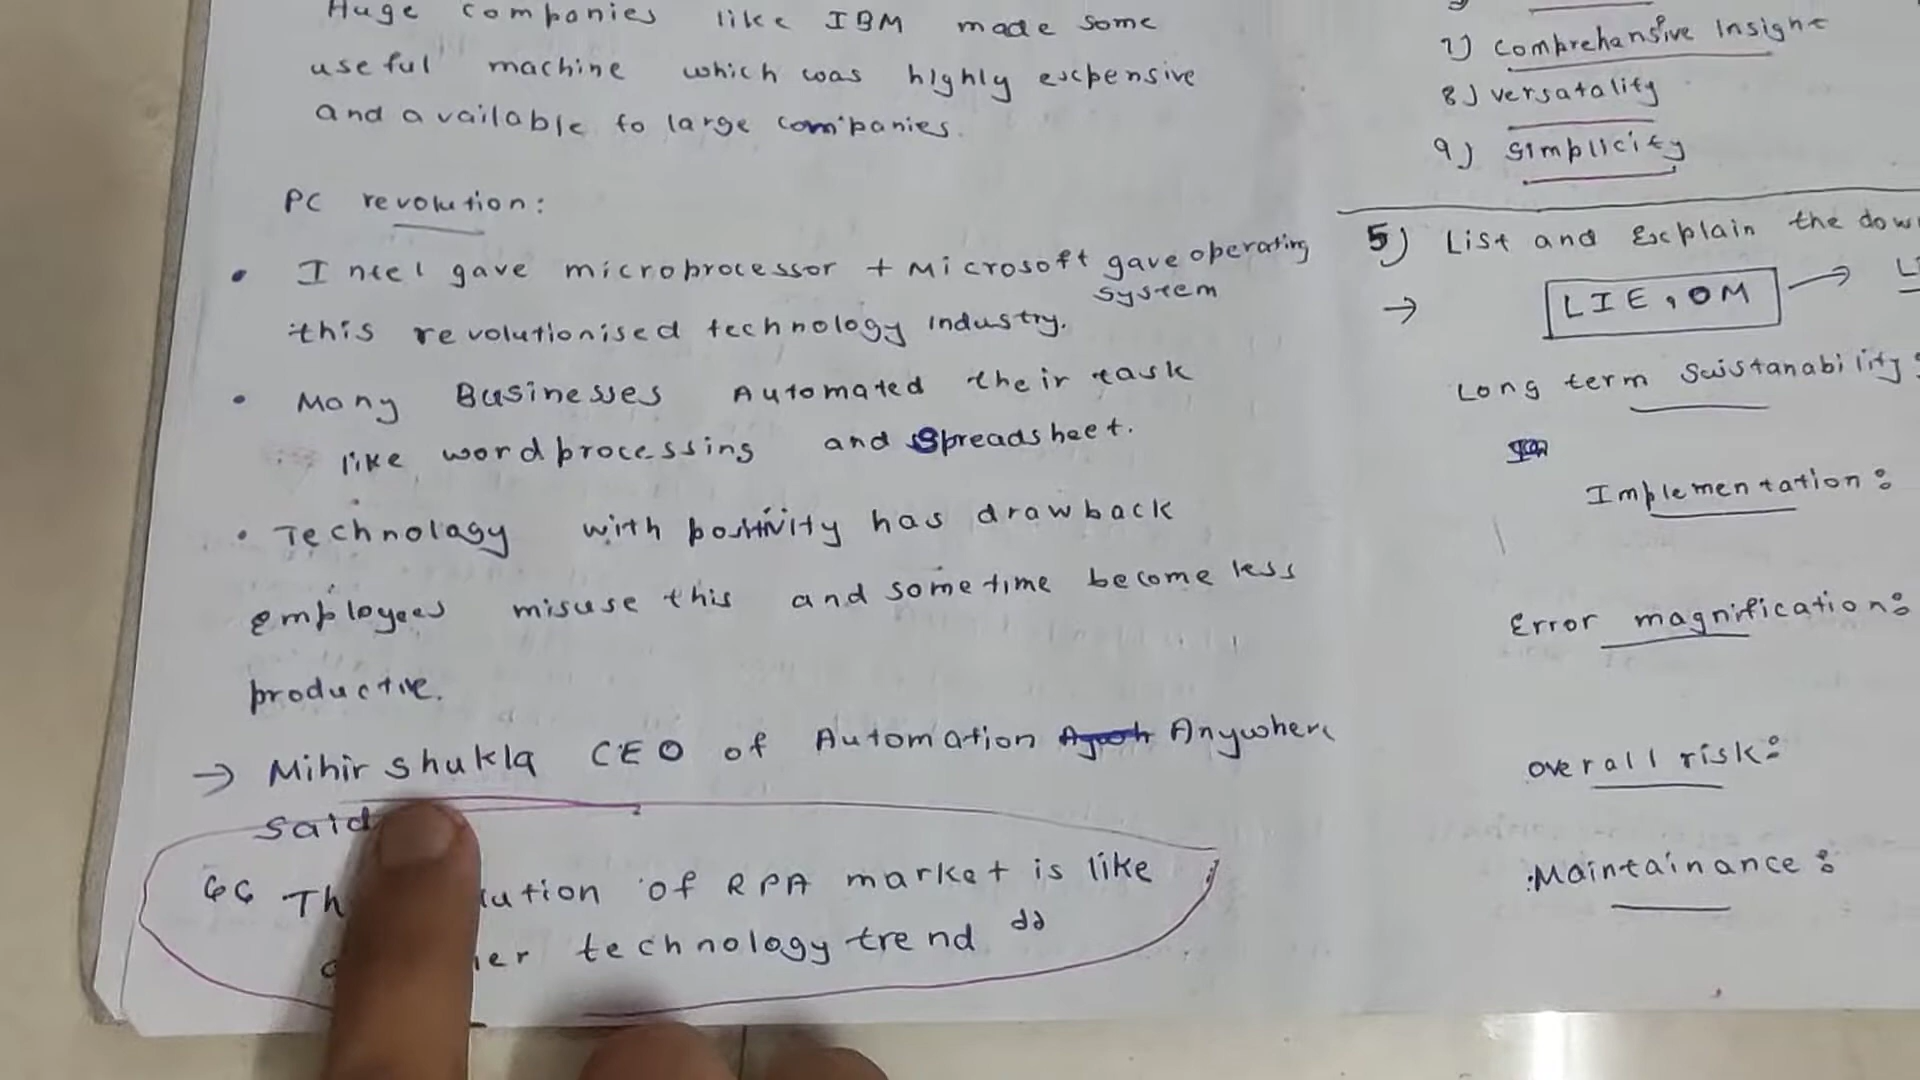 Huge companies like IBM made some
useful machine which was highly expensive
and available to large companies.
PC revolution:
• Intel gave microprocessor + Microsoft gave operating
system
this revolutionised technology industry.
• Many Businesses Automated their task
like wordprocessing and Spreadsheet.
• Technology with positivity has drawback
employees misuse this and sometime become less
productive.
→ Mihir shukla CEO of Automation Anywhere
said
“ Th lution of RPA market is like
er technology trend ”
7) Comprehensive Insight
8) versatality
9) simplicity
5) List and Explain the dow
→ LIE, OM →
Long term Suistanability:
Implementation:
Error magnification:
overall risk:
Maintainance: